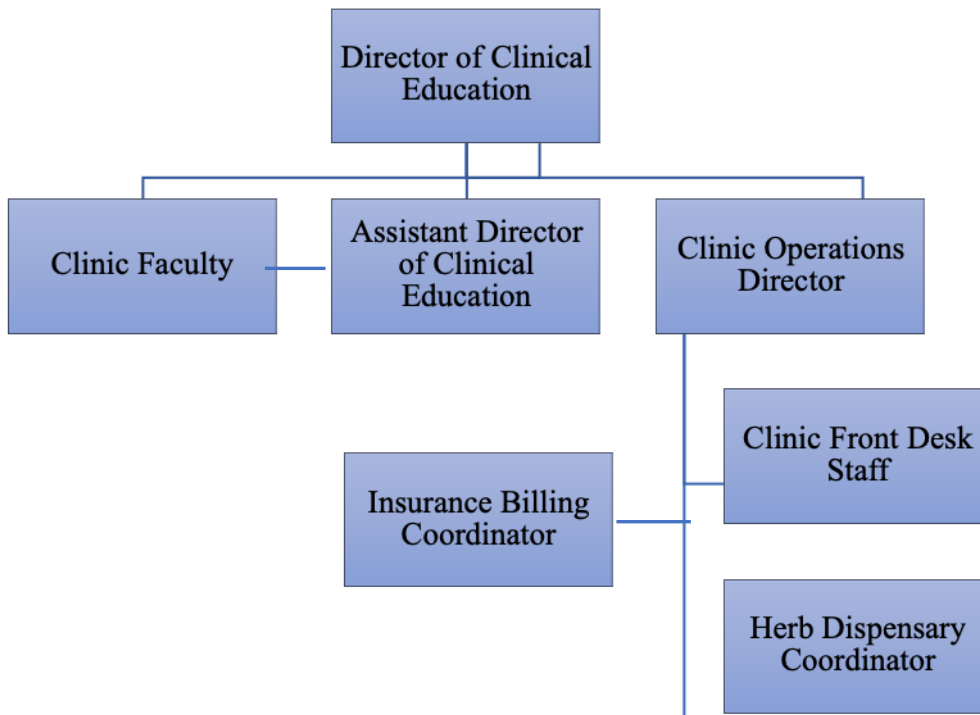 Director of Clinical
Education
Clinic Faculty
Assistant Director
of Clinical
Education
Clinic Operations
Director
Clinic Front Desk
Staff
Insurance Billing
Coordinator
Herb Dispensary
Coordinator